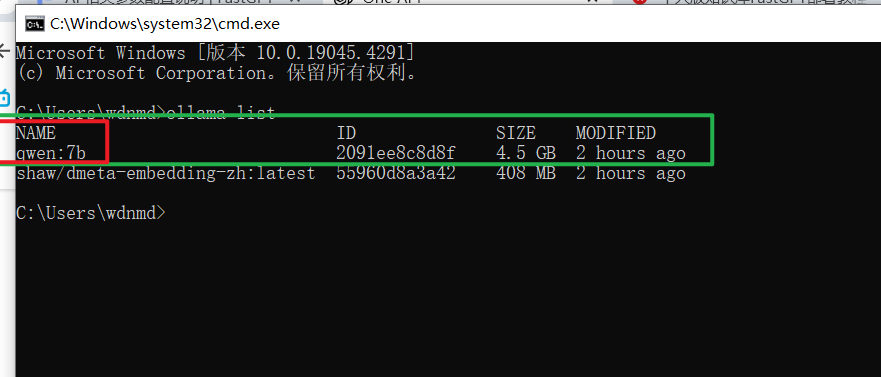 C:\Windows\system32\cmd.exe
Microsoft Windows [版本 10.0.19045.4291]
(c) Microsoft Corporation。保留所有权利。
C:\Users\wdnmd>ollama list
NAME ID SIZE MODIFIED
qwen:7b 2091ee8c8d8f 4.5 GB 2 hours ago
shaw/dmeta-embedding-zh:latest 55960d8a3a42 408 MB 2 hours ago
C:\Users\wdnmd>